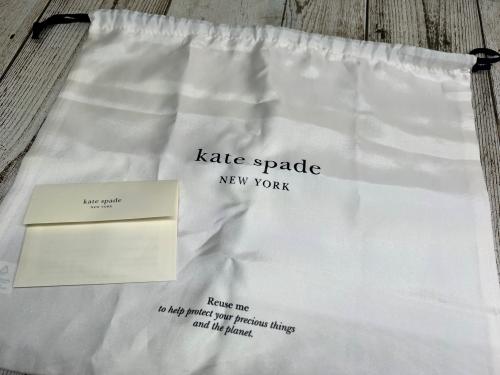 kate spade
NEW YORK
kate spade
NEW YORK
Reuse me
to help protect your precious things
and the planet.